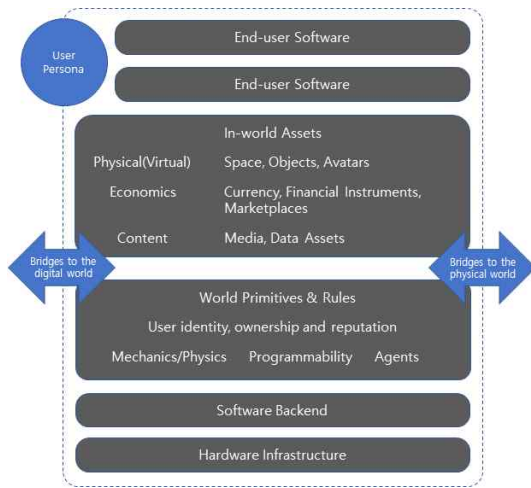 User
Persona
End-user Software
End-user Software
In-world Assets
Physical(Virtual) Space, Objects, Avatars
Economics Currency, Financial Instruments,
Marketplaces
Content Media, Data Assets
Bridges to the
digital world
Bridges to the
physical world
World Primitives & Rules
User identity, ownership and reputation
Mechanics/Physics Programmability Agents
Software Backend
Hardware Infrastructure